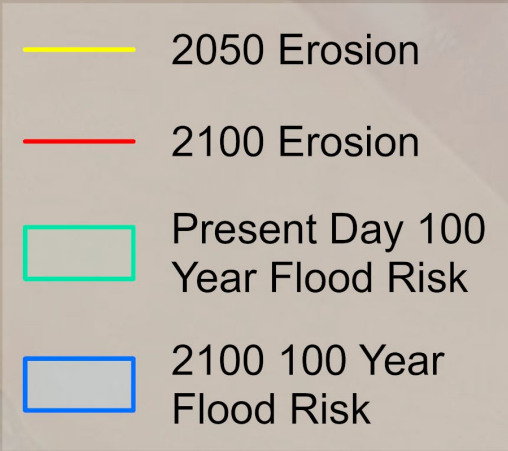 2050 Erosion
2100 Erosion
Present Day 100
Year Flood Risk
2100 100 Year
Flood Risk